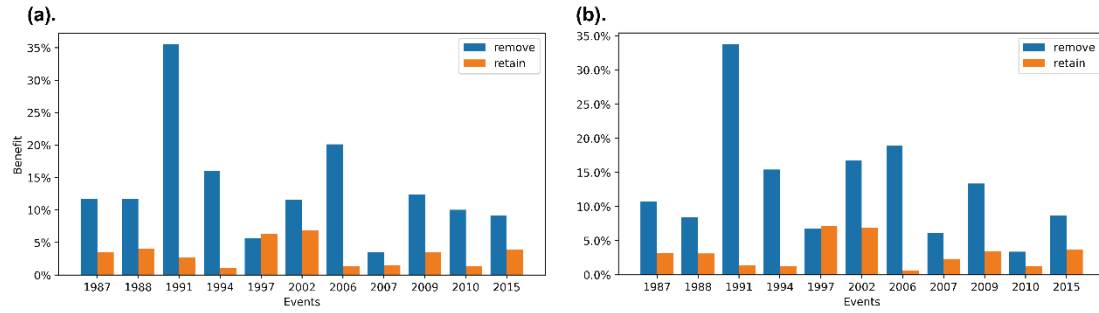 (a).
35%
30%
25%
20%
15%
10%
5%
0%
Benefit
remove
retain
1987 1988 1991 1994 1997 2002 2006 2007 2009 2010 2015
Events
(b).
35.0%
30.0%
25.0%
20.0%
15.0%
10.0%
5.0%
0.0%
remove
retain
1987 1988 1991 1994 1997 2002 2006 2007 2009 2010 2015
Events